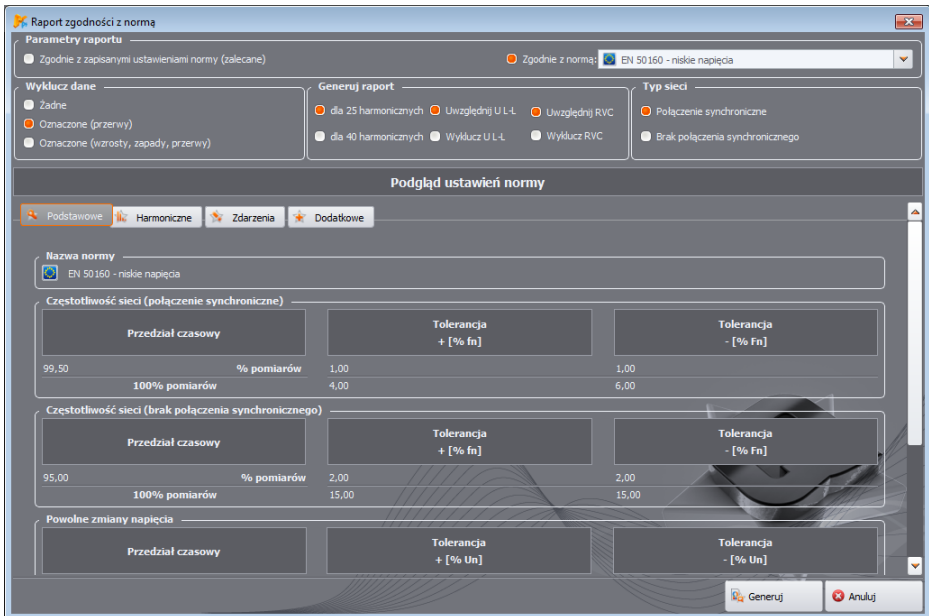 Raport zgodności z normą
Parametry raportu
Zgodnie z zapisanymi ustawieniami normy (zalecane)
Zgodnie z normą: EN 50160 - niskie napięcia
Wyklucz dane
Żadne
Oznaczone (przerwy)
Oznaczone (wzrosty, zapady, przerwy)
Generuj raport
dla 25 harmonicznych Uwzględnij U L-L Uwzględnij RVC
dla 40 harmonicznych Wyklucz U L-L Wyklucz RVC
Typ sieci
Połączenie synchroniczne
Brak połączenia synchronicznego
Podgląd ustawień normy
Podstawowe Harmoniczne Zdarzenia Dodatkowe
Nazwa normy
EN 50160 - niskie napięcia
Częstotliwość sieci (połączenie synchroniczne)
Przedział czasowy
Tolerancja
+ [% fn]
Tolerancja
- [% Fn]
99,50 % pomiarów 1,00 1,00
100% pomiarów 4,00 6,00
Częstotliwość sieci (brak połączenia synchronicznego)
Przedział czasowy
Tolerancja
+ [% fn]
Tolerancja
- [% Fn]
95,00 % pomiarów 2,00 2,00
100% pomiarów 15,00 15,00
Powolne zmiany napięcia
Przedział czasowy
Tolerancja
+ [% Un]
Tolerancja
- [% Un]
Generuj Anuluj